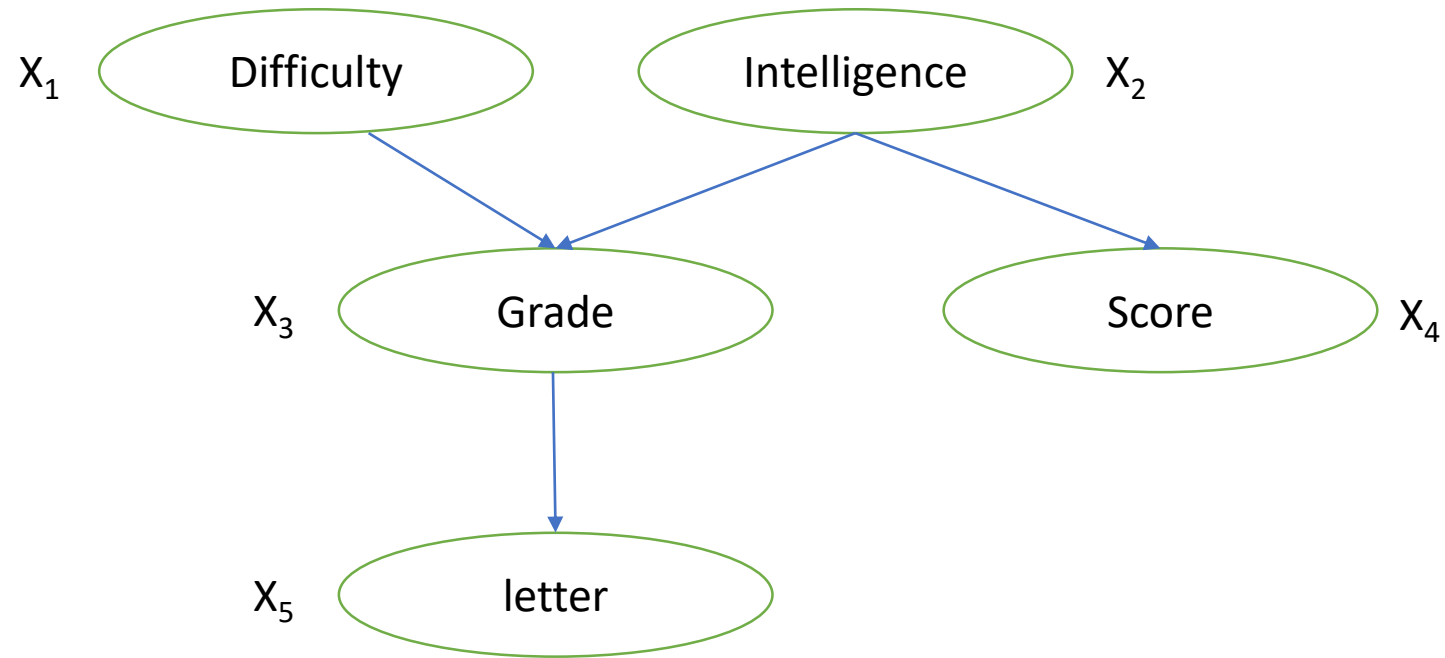 X₁ Difficulty Intelligence X₂
X₃ Grade Score X₄
X₅ letter